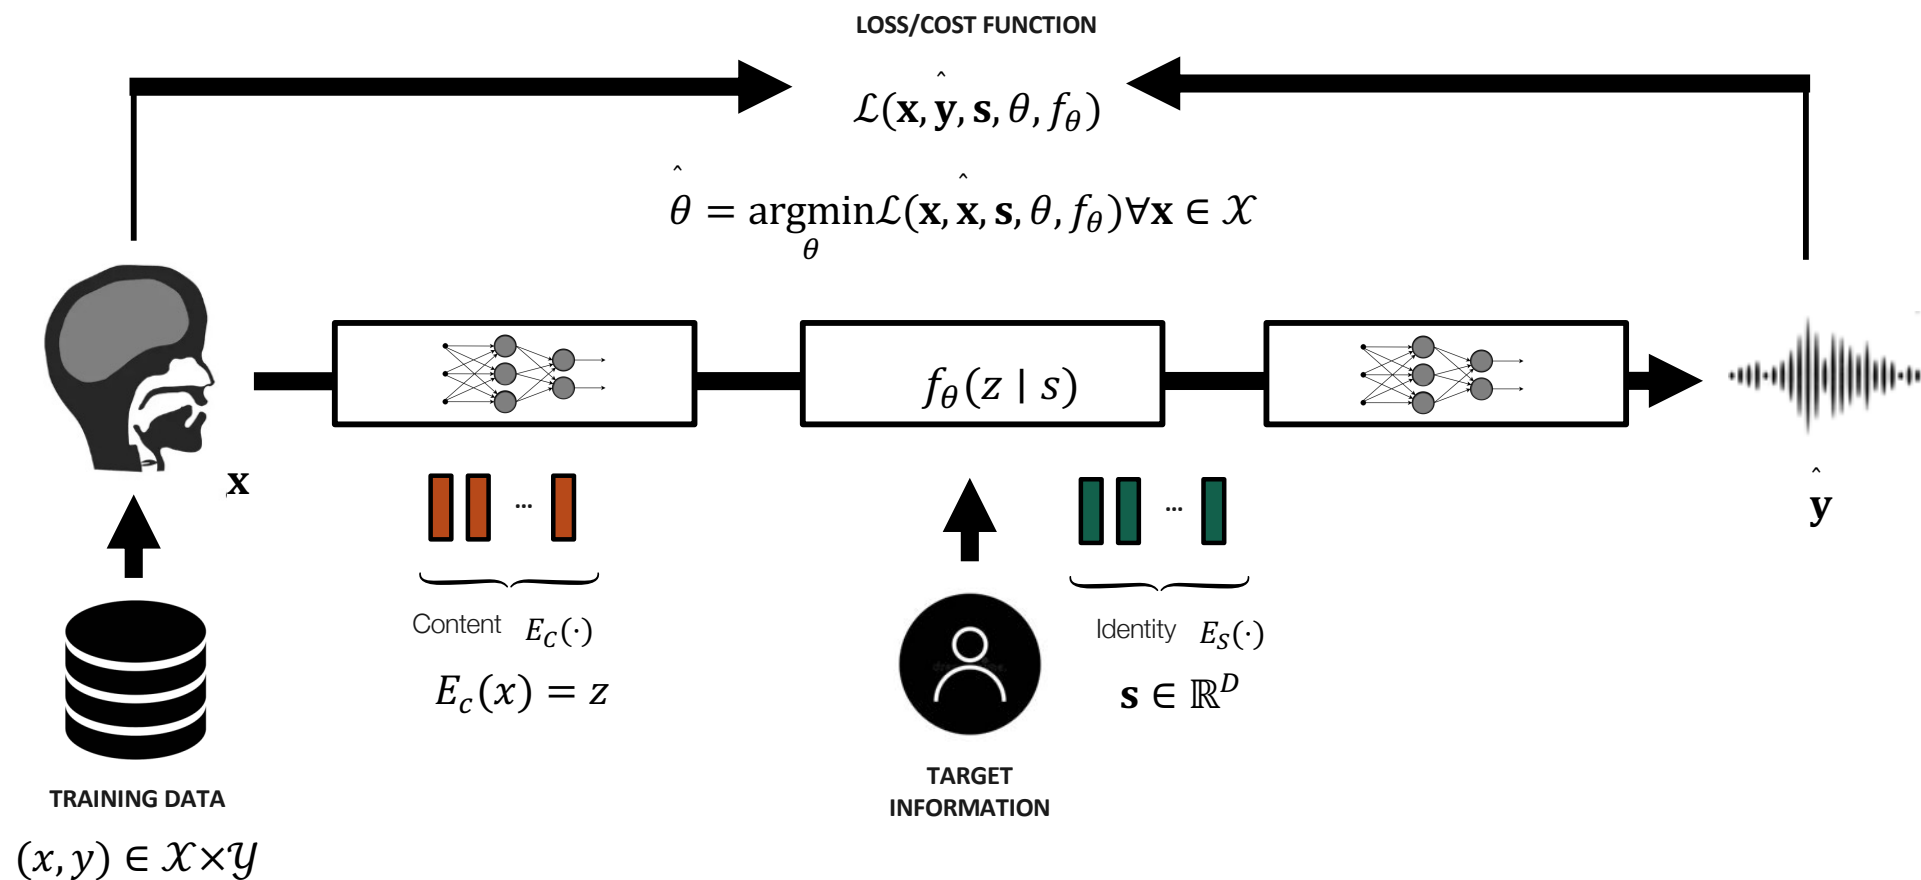 LOSS/COST FUNCTION
ℒ(𝐱, 𝐲̂, 𝐬, θ, f_θ)
θ̂ = argmin_θ ℒ(𝐱, 𝐱̂, 𝐬, θ, f_θ)∀𝐱 ∈ 𝒳
f_θ(z | s)
𝐱
𝐲̂
...
...
Content E_C(·)
Identity E_S(·)
E_c(x) = z
𝐬 ∈ ℝ^D
TARGET
INFORMATION
TRAINING DATA
(x, y) ∈ 𝒳×𝒴